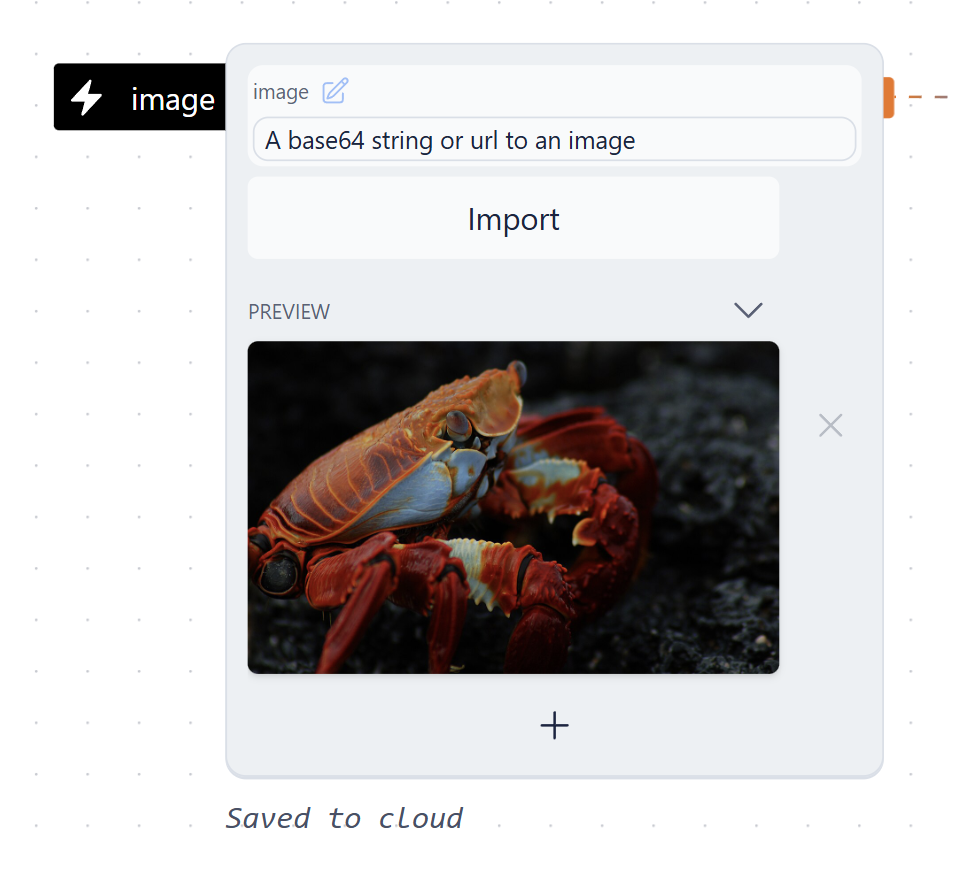 image
image
A base64 string or url to an image
Import
PREVIEW
Saved to cloud